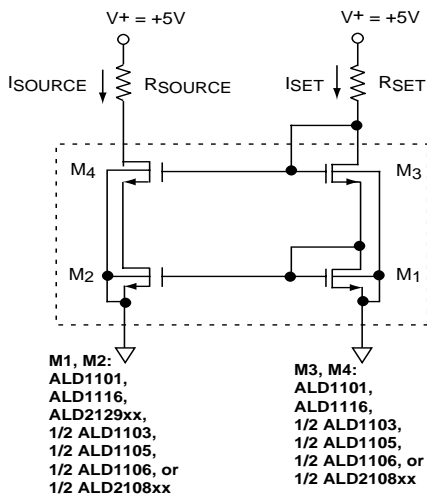 V+ = +5V
V+ = +5V
ISOURCE
RSOURCE
ISET
RSET
M4
M3
M2
M1
M1, M2:
ALD1101,
ALD1116,
ALD2129xx,
1/2 ALD1103,
1/2 ALD1105,
1/2 ALD1106, or
1/2 ALD2108xx
M3, M4:
ALD1101,
ALD1116,
1/2 ALD1103,
1/2 ALD1105,
1/2 ALD1106, or
1/2 ALD2108xx